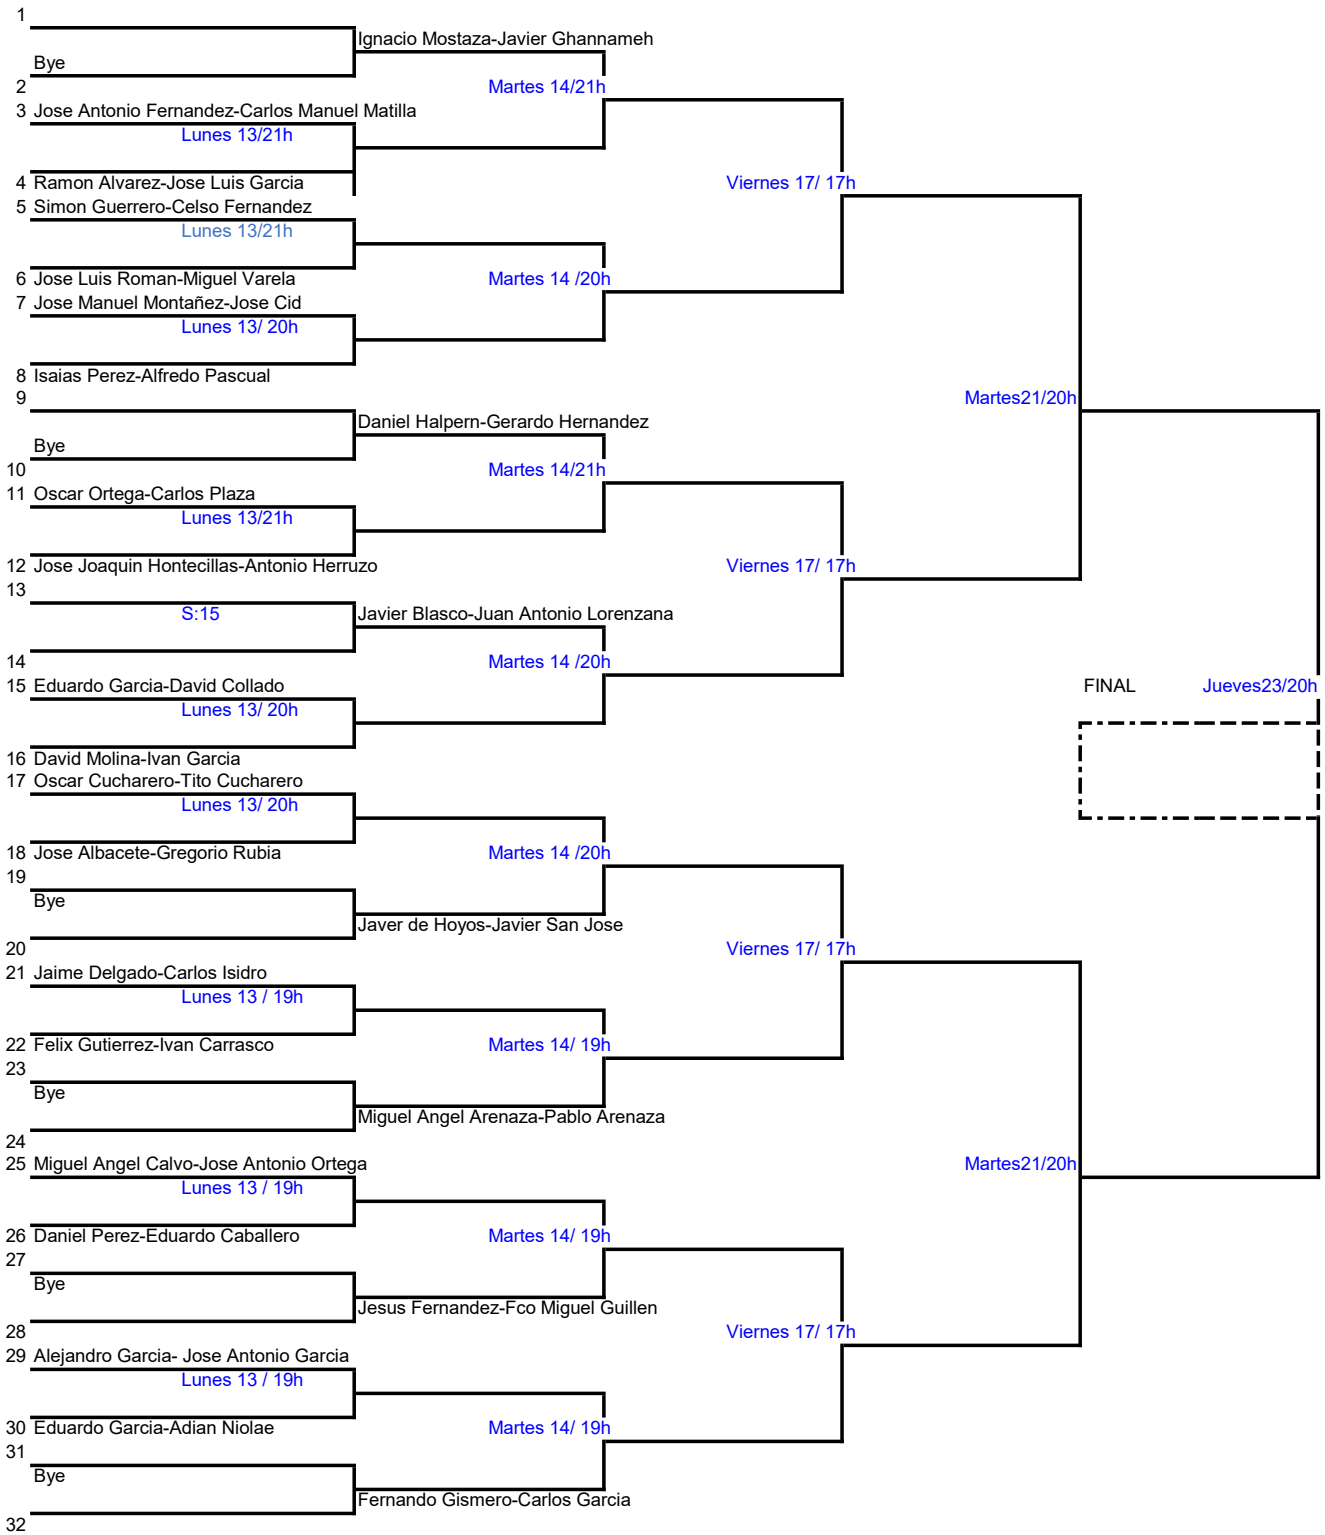 1
Ignacio Mostaza-Javier Ghannameh
Bye
2
Martes 14/21h
3 Jose Antonio Fernandez-Carlos Manuel Matilla
Lunes 13/21h
4 Ramon Alvarez-Jose Luis Garcia
Viernes 17/ 17h
5 Simon Guerrero-Celso Fernandez
Lunes 13/21h
6 Jose Luis Roman-Miguel Varela
Martes 14 /20h
7 Jose Manuel Montañez-Jose Cid
Lunes 13/ 20h
8 Isaias Perez-Alfredo Pascual
9
Martes21/20h
Daniel Halpern-Gerardo Hernandez
Bye
10
Martes 14/21h
11 Oscar Ortega-Carlos Plaza
Lunes 13/21h
12 Jose Joaquin Hontecillas-Antonio Herruzo
Viernes 17/ 17h
13
S:15
Javier Blasco-Juan Antonio Lorenzana
14
Martes 14 /20h
15 Eduardo Garcia-David Collado
FINAL
Jueves23/20h
Lunes 13/ 20h
16 David Molina-Ivan Garcia
17 Oscar Cucharero-Tito Cucharero
Lunes 13/ 20h
18 Jose Albacete-Gregorio Rubia
Martes 14 /20h
19
Bye
Javer de Hoyos-Javier San Jose
20
Viernes 17/ 17h
21 Jaime Delgado-Carlos Isidro
Lunes 13 / 19h
22 Felix Gutierrez-Ivan Carrasco
Martes 14/ 19h
23
Bye
Miguel Angel Arenaza-Pablo Arenaza
24
25 Miguel Angel Calvo-Jose Antonio Ortega
Martes21/20h
Lunes 13 / 19h
26 Daniel Perez-Eduardo Caballero
Martes 14/ 19h
27
Bye
Jesus Fernandez-Fco Miguel Guillen
28
Viernes 17/ 17h
29 Alejandro Garcia- Jose Antonio Garcia
Lunes 13 / 19h
30 Eduardo Garcia-Adian Niolae
Martes 14/ 19h
31
Bye
Fernando Gismero-Carlos Garcia
32